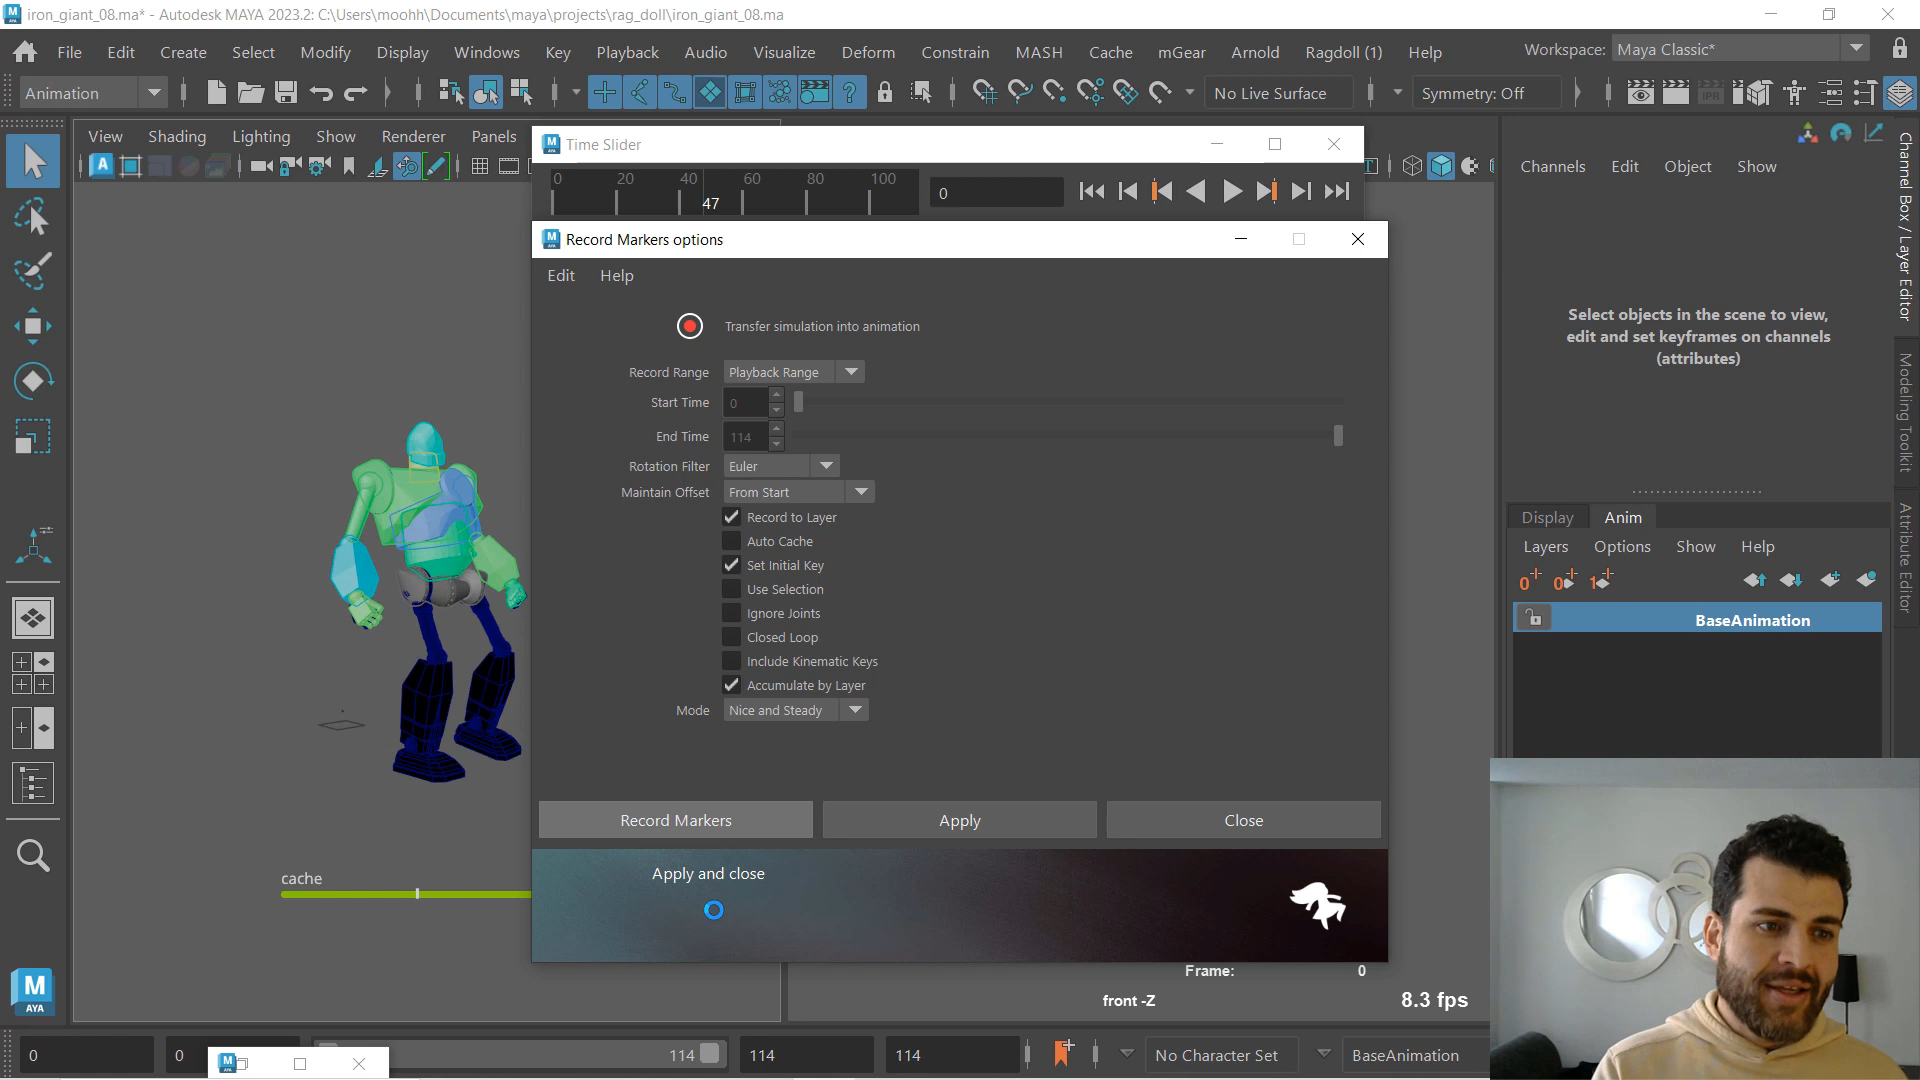 iron_giant_08.ma* - Autodesk MAYA 2023.2: C:\Users\moohh\Documents\maya\projects\rag_doll\iron_giant_08.ma
File Edit Create Select Modify Display Windows Key Playback Audio Visualize Deform Constrain MASH Cache mGear Arnold Ragdoll (1) Help Workspace: Maya Classic*
Animation No Live Surface Symmetry: Off
View Shading Lighting Show Renderer Panels
Time Slider
0 20 40 60 80 100
47
0
Channels Edit Object Show
Channel Box / Layer Editor
Modeling Toolkit
Attribute Editor
Record Markers options
Edit Help
Transfer simulation into animation
Record Range Playback Range
Start Time 0
End Time 114
Rotation Filter Euler
Maintain Offset From Start
Record to Layer
Auto Cache
Set Initial Key
Use Selection
Ignore Joints
Closed Loop
Include Kinematic Keys
Accumulate by Layer
Mode Nice and Steady
Record Markers Apply Close
Apply and close
Select objects in the scene to view,
edit and set keyframes on channels
(attributes)
Display Anim
Layers Options Show Help
BaseAnimation
cache
Frame: 0
front -Z
8.3 fps
M
AYA
0 0 114 114 114 No Character Set BaseAnimation